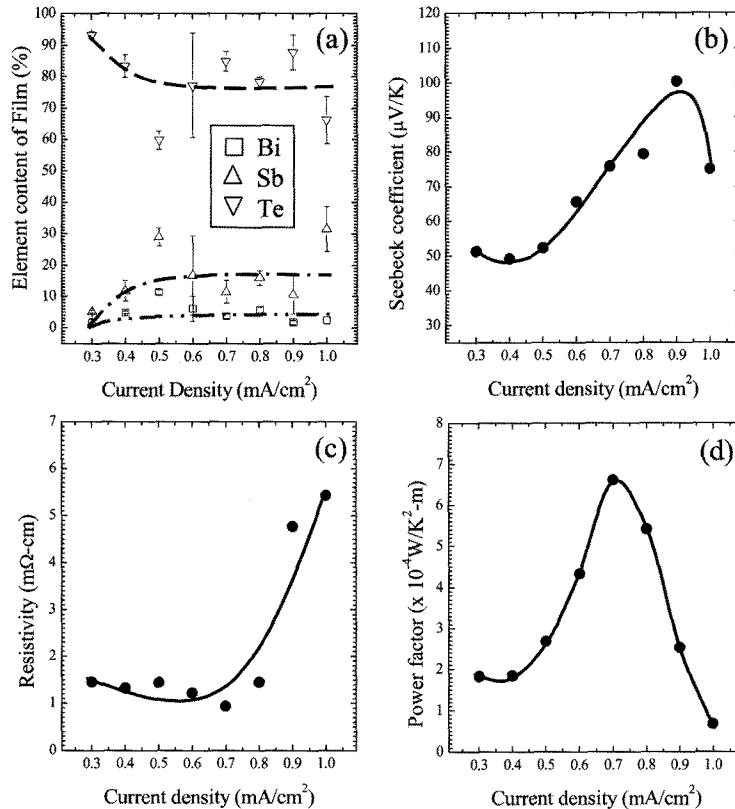 (a)
Element content of Film (%)
100
90
80
70
60
50
40
30
20
10
0
Bi
Sb
Te
0.3 0.4 0.5 0.6 0.7 0.8 0.9 1.0
Current Density (mA/cm²)
(b)
Seebeck coefficient (µV/K)
120
110
100
90
80
70
60
50
40
30
0.3 0.4 0.5 0.6 0.7 0.8 0.9 1.0
Current density (mA/cm²)
(c)
Resistivity (mΩ-cm)
7
6
5
4
3
2
1
0
0.3 0.4 0.5 0.6 0.7 0.8 0.9 1.0
Current density (mA/cm²)
(d)
Power factor (x 10⁻⁴W/K²-m)
8
7
6
5
4
3
2
1
0
0.3 0.4 0.5 0.6 0.7 0.8 0.9 1.0
Current density (mA/cm²)